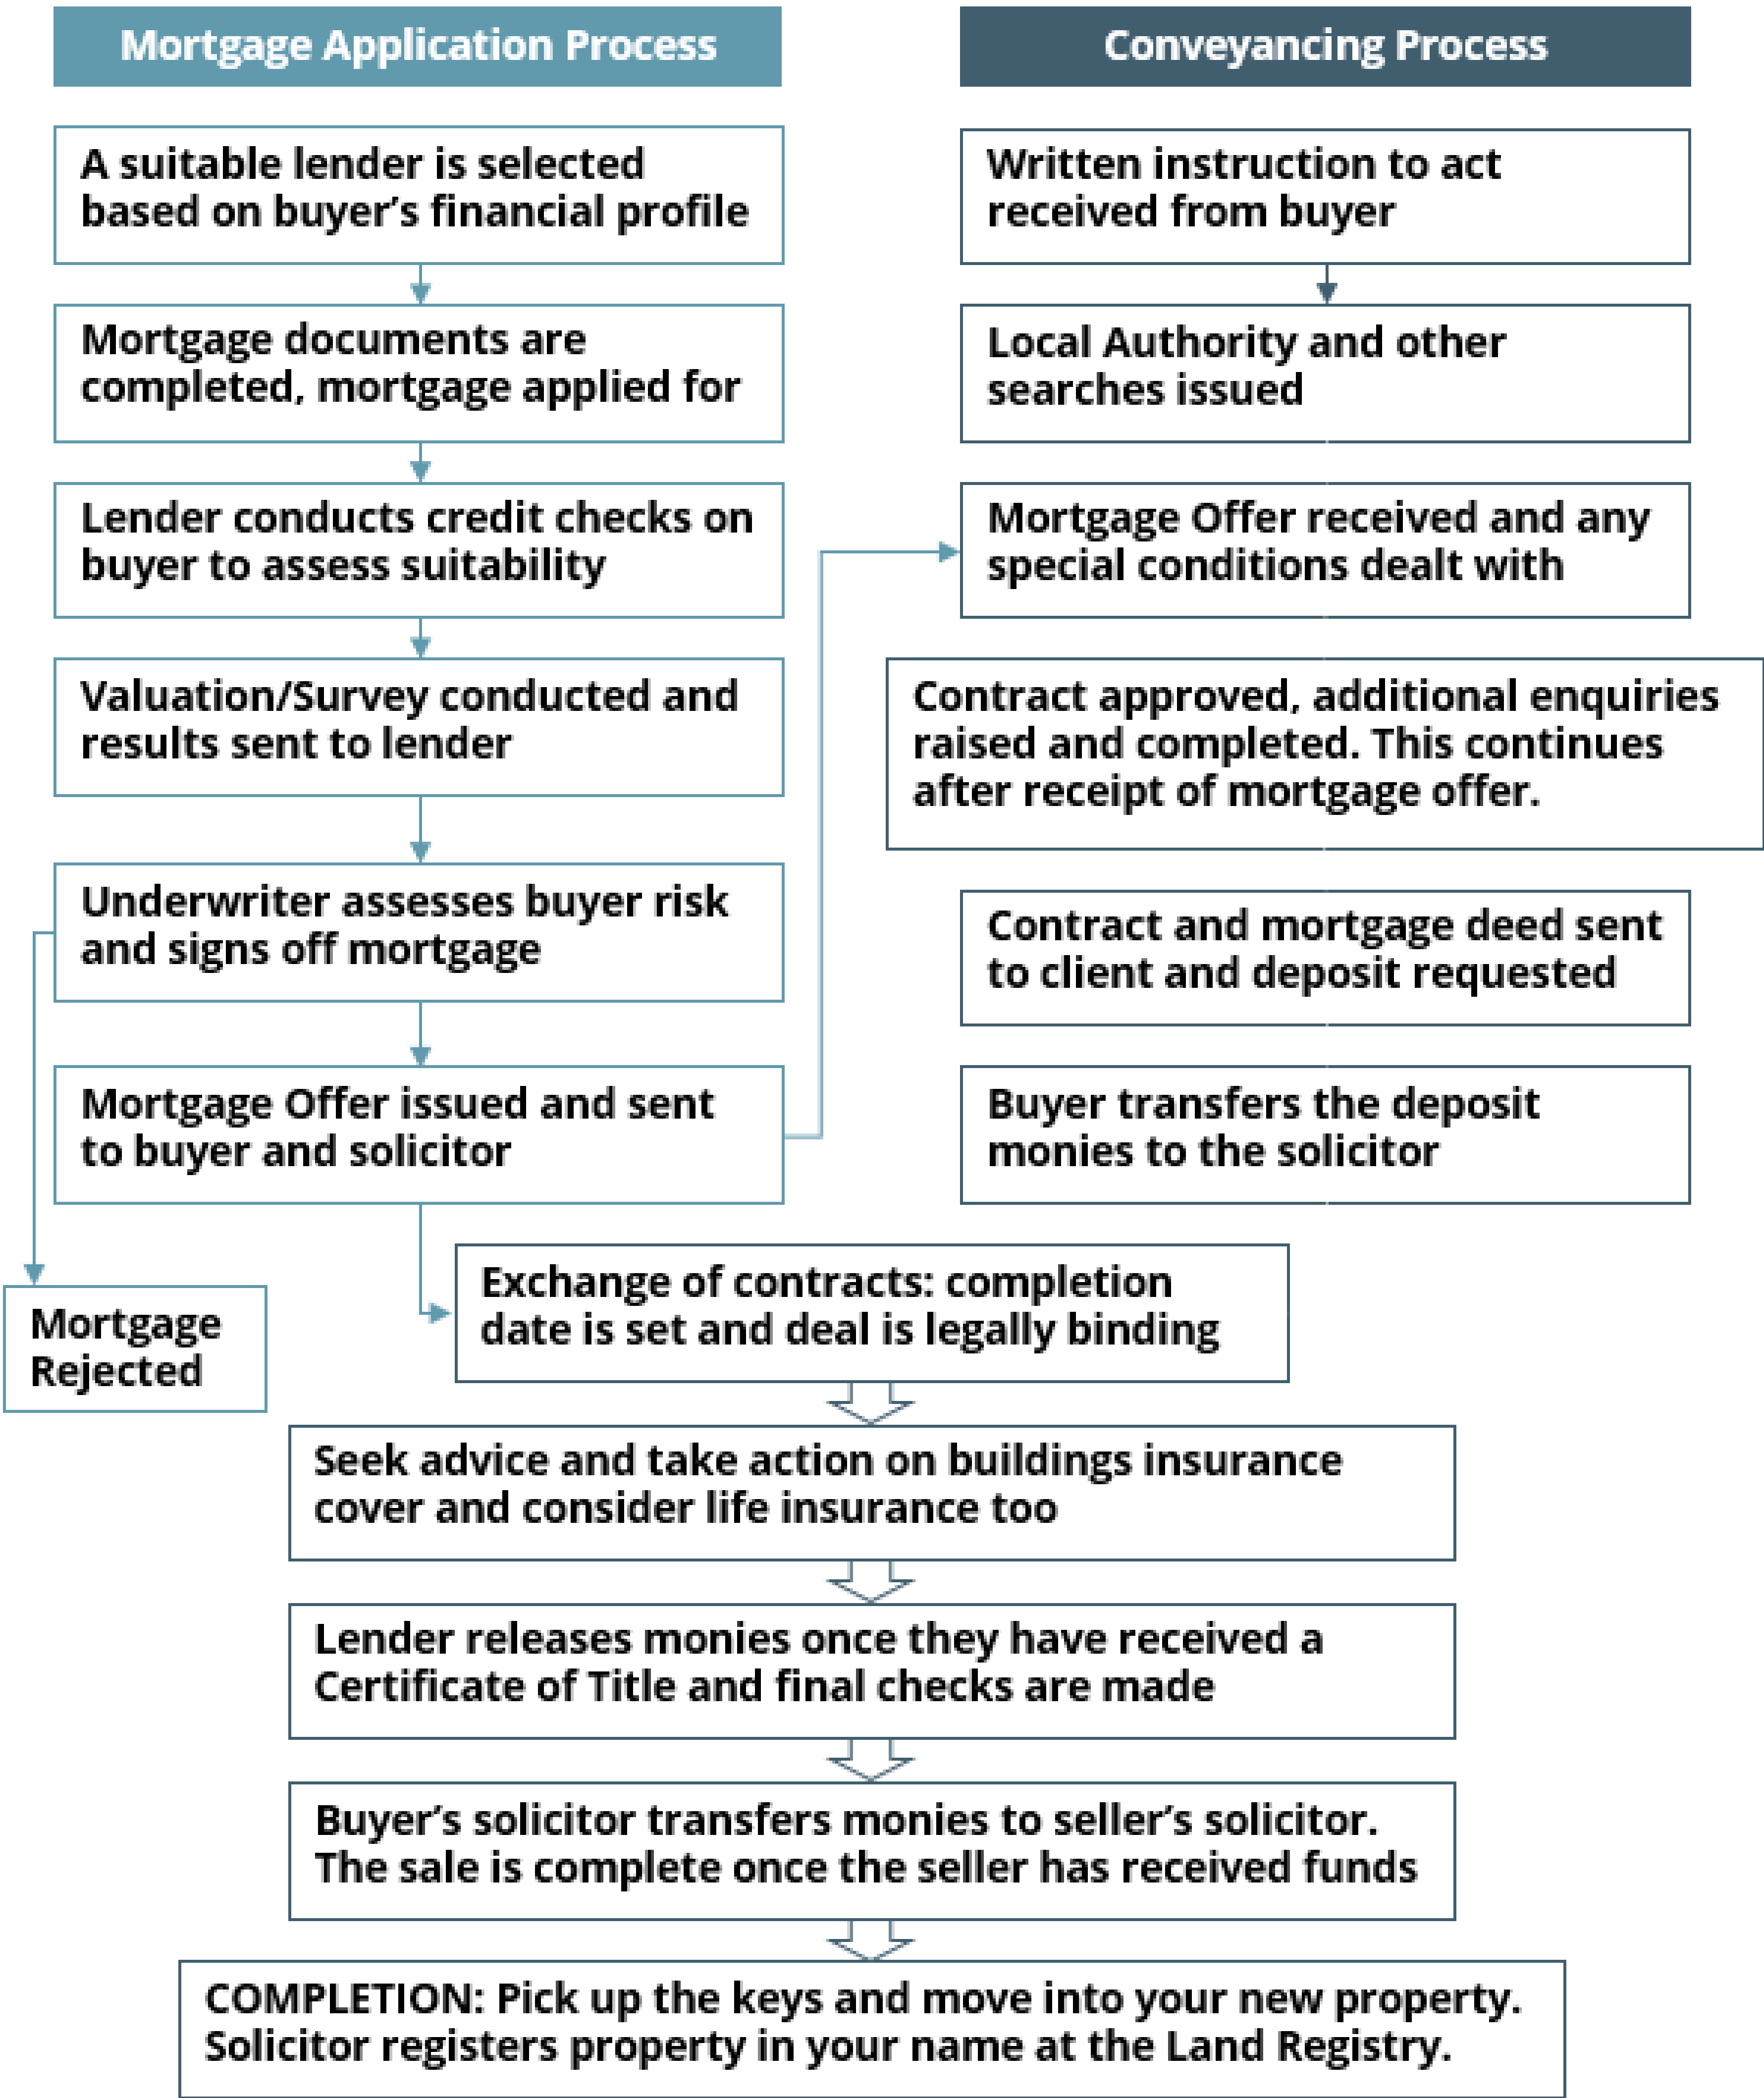 Mortgage Application Process
A suitable lender is selected
based on buyer’s financial profile
Mortgage documents are
completed, mortgage applied for
Lender conducts credit checks on
buyer to assess suitability
Valuation/Survey conducted and
results sent to lender
Underwriter assesses buyer risk
and signs off mortgage
Mortgage Offer issued and sent
to buyer and solicitor
Mortgage
Rejected
Conveyancing Process
Written instruction to act
received from buyer
Local Authority and other
searches issued
Mortgage Offer received and any
special conditions dealt with
Contract approved, additional enquiries
raised and completed. This continues
after receipt of mortgage offer.
Contract and mortgage deed sent
to client and deposit requested
Buyer transfers the deposit
monies to the solicitor
Exchange of contracts: completion
date is set and deal is legally binding
Seek advice and take action on buildings insurance
cover and consider life insurance too
Lender releases monies once they have received a
Certificate of Title and final checks are made
Buyer’s solicitor transfers monies to seller’s solicitor.
The sale is complete once the seller has received funds
COMPLETION: Pick up the keys and move into your new property.
Solicitor registers property in your name at the Land Registry.